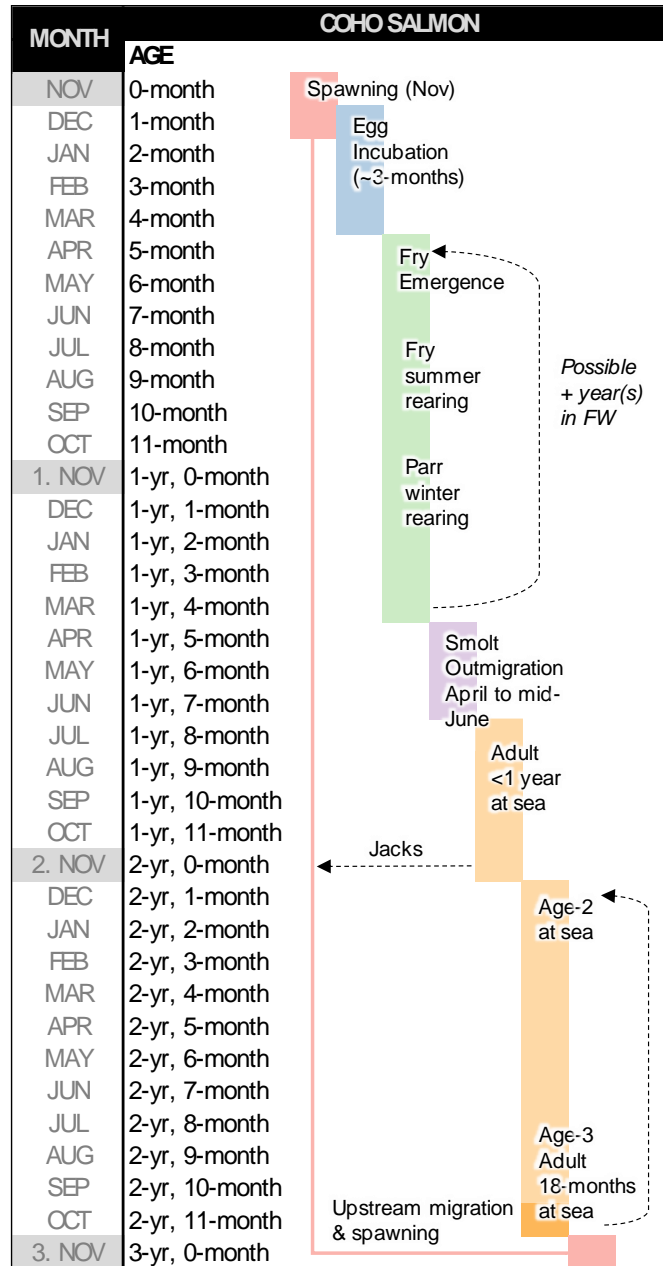 COHO SALMON
MONTH
AGE
NOV 0-month Spawning (Nov)
DEC 1-month Egg
JAN 2-month Incubation
FEB 3-month (~3-months)
MAR 4-month
APR 5-month Fry
MAY 6-month Emergence
JUN 7-month
JUL 8-month Fry
AUG 9-month summer
SEP 10-month rearing
Possible
+ year(s)
in FW
OCT 11-month
1. NOV 1-yr, 0-month Parr
DEC 1-yr, 1-month winter
JAN 1-yr, 2-month rearing
FEB 1-yr, 3-month
MAR 1-yr, 4-month
APR 1-yr, 5-month Smolt
MAY 1-yr, 6-month Outmigration
JUN 1-yr, 7-month April to mid-
June
JUL 1-yr, 8-month Adult
AUG 1-yr, 9-month <1 year
SEP 1-yr, 10-month at sea
OCT 1-yr, 11-month
Jacks
2. NOV 2-yr, 0-month
DEC 2-yr, 1-month Age-2
JAN 2-yr, 2-month at sea
FEB 2-yr, 3-month
MAR 2-yr, 4-month
APR 2-yr, 5-month
MAY 2-yr, 6-month
JUN 2-yr, 7-month
JUL 2-yr, 8-month Age-3
AUG 2-yr, 9-month Adult
SEP 2-yr, 10-month 18-months
at sea
OCT 2-yr, 11-month Upstream migration
& spawning
3. NOV 3-yr, 0-month